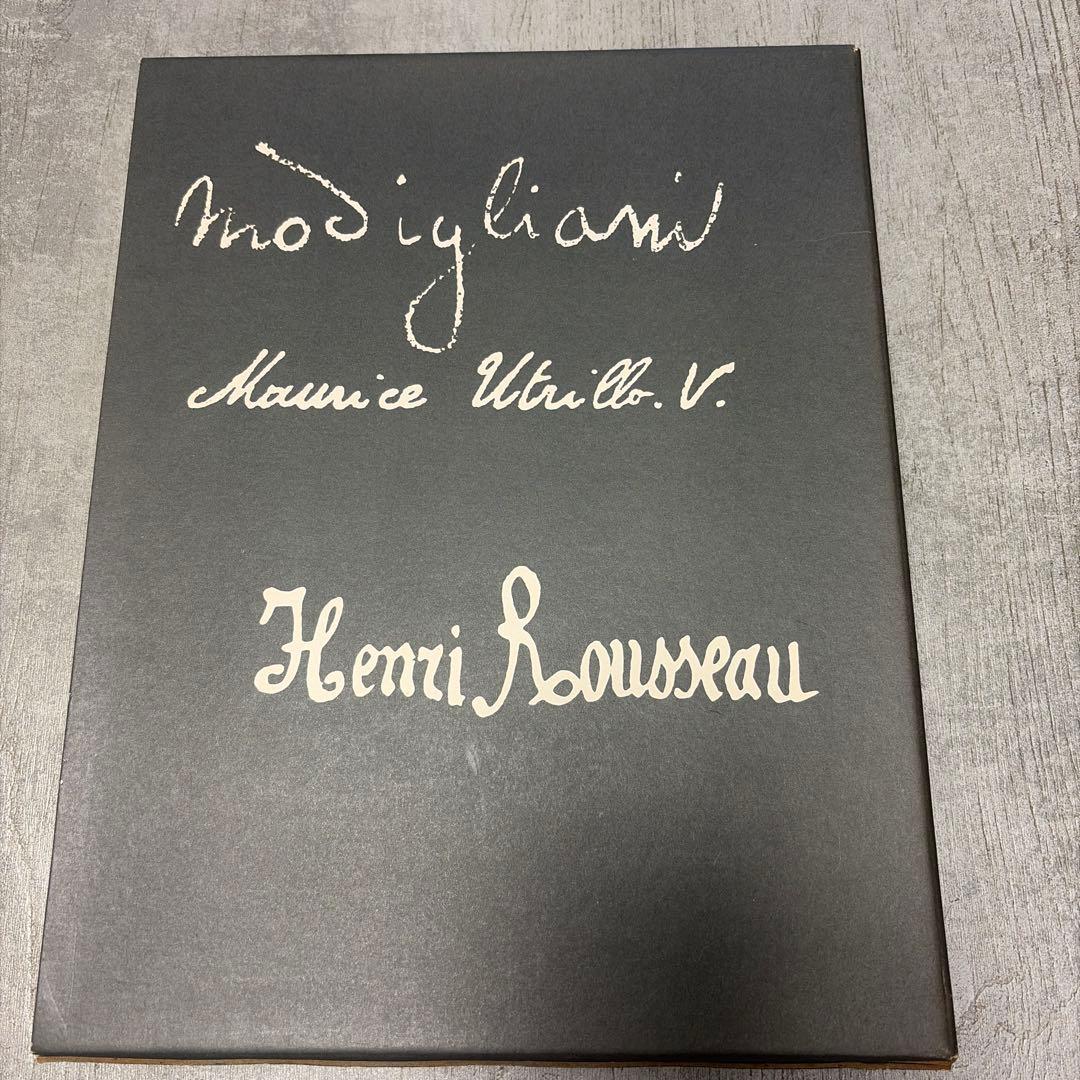 modigliani
Maurice Utrillo. V.
Henri Rousseau